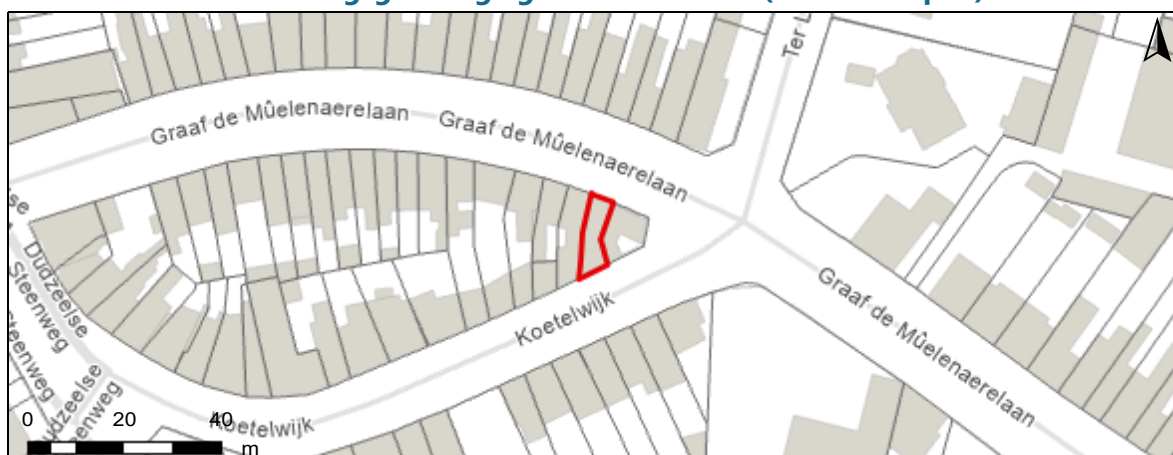 Ter L
Graaf de Mûelenaerelaan
Graaf de Mûelenaerelaan
Dudzeelse
Steenweg
Koetelwijk
Graaf de Mûelenaerelaan
Koetelwijk
0 20 40
m